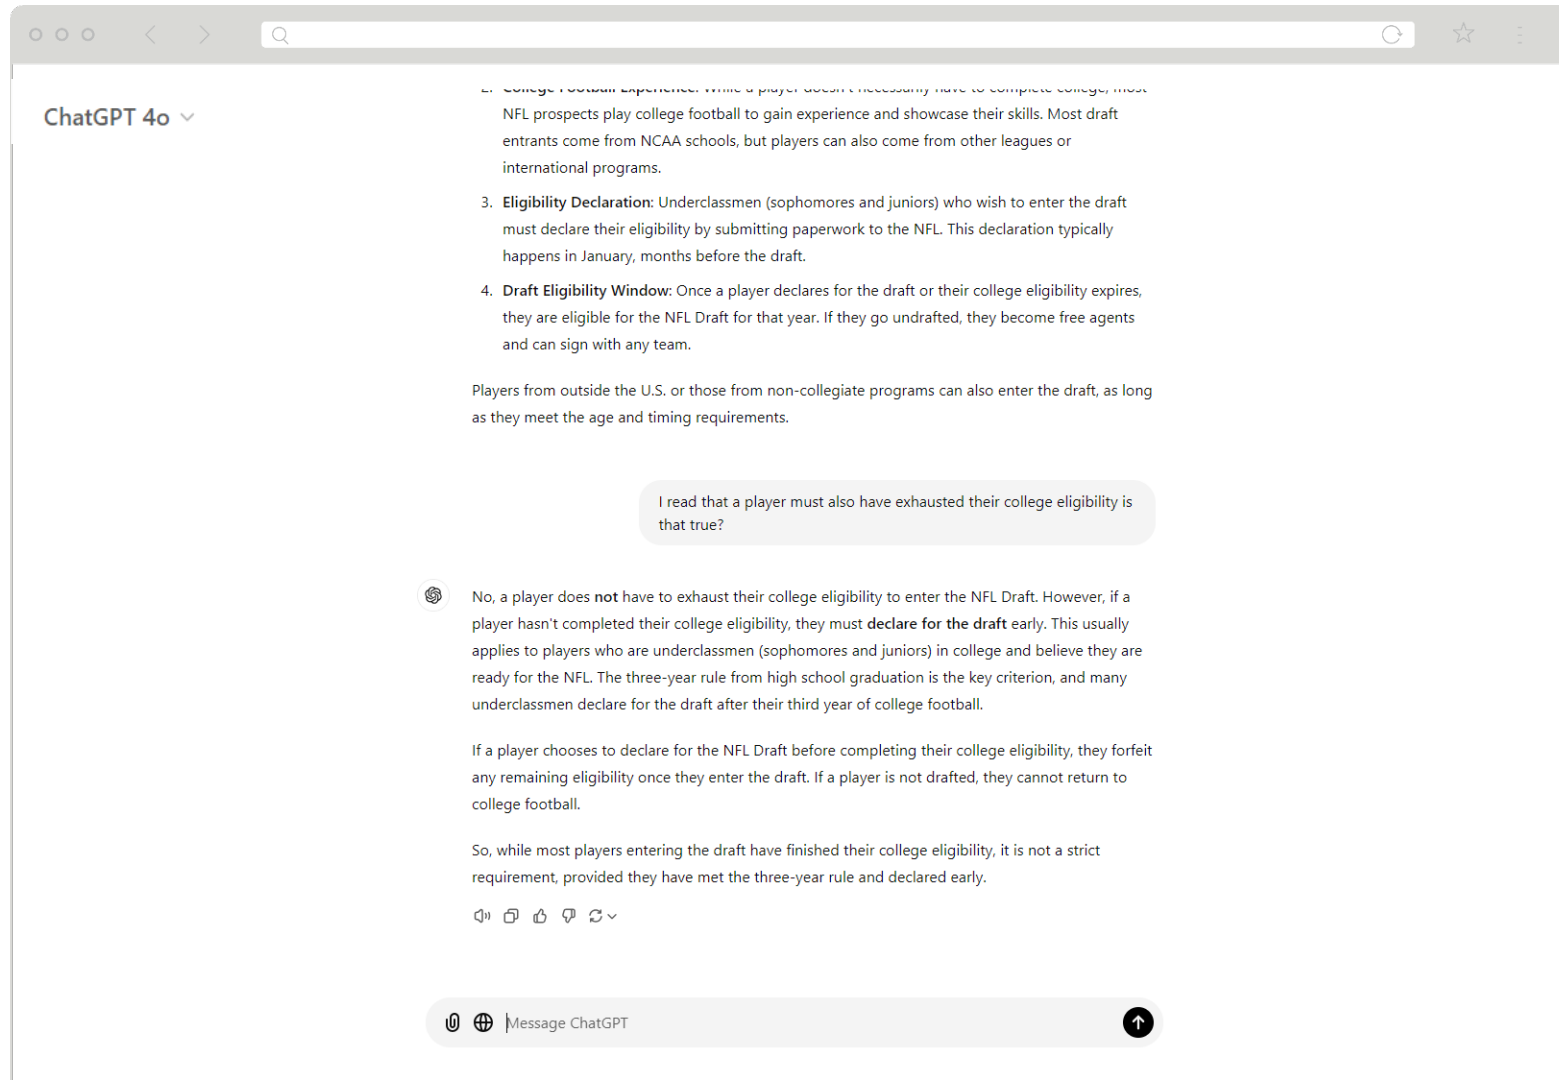 ChatGPT 4o
2. College Football Experience: While a player doesn't necessarily have to complete college, most
NFL prospects play college football to gain experience and showcase their skills. Most draft
entrants come from NCAA schools, but players can also come from other leagues or
international programs.
3. Eligibility Declaration: Underclassmen (sophomores and juniors) who wish to enter the draft
must declare their eligibility by submitting paperwork to the NFL. This declaration typically
happens in January, months before the draft.
4. Draft Eligibility Window: Once a player declares for the draft or their college eligibility expires,
they are eligible for the NFL Draft for that year. If they go undrafted, they become free agents
and can sign with any team.
Players from outside the U.S. or those from non-collegiate programs can also enter the draft, as long
as they meet the age and timing requirements.
I read that a player must also have exhausted their college eligibility is
that true?
No, a player does not have to exhaust their college eligibility to enter the NFL Draft. However, if a
player hasn't completed their college eligibility, they must declare for the draft early. This usually
applies to players who are underclassmen (sophomores and juniors) in college and believe they are
ready for the NFL. The three-year rule from high school graduation is the key criterion, and many
underclassmen declare for the draft after their third year of college football.
If a player chooses to declare for the NFL Draft before completing their college eligibility, they forfeit
any remaining eligibility once they enter the draft. If a player is not drafted, they cannot return to
college football.
So, while most players entering the draft have finished their college eligibility, it is not a strict
requirement, provided they have met the three-year rule and declared early.
Message ChatGPT